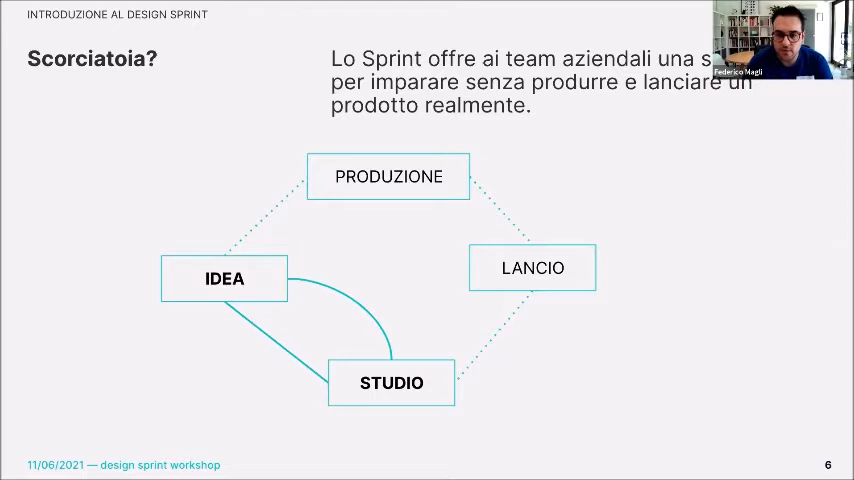 INTRODUZIONE AL DESIGN SPRINT
Scorciatoia?
Lo Sprint offre ai team aziendali una
per imparare senza produrre e lanciare un
prodotto realmente.
Federico Magli
PRODUZIONE
LANCIO
IDEA
STUDIO
11/06/2021 — design sprint workshop
6